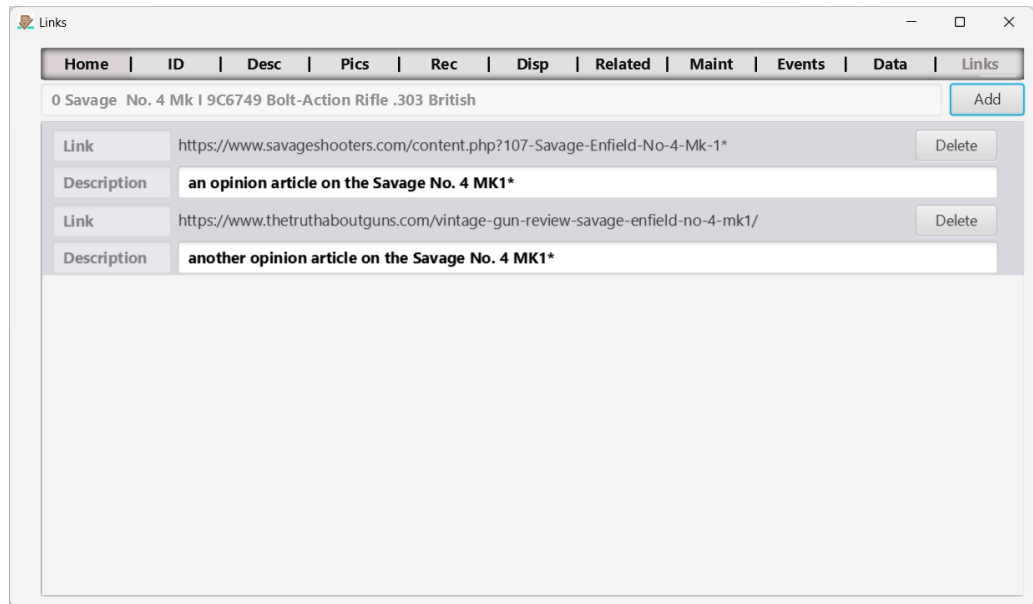 Links
Home | ID | Desc | Pics | Rec | Disp | Related | Maint | Events | Data | Links
0 Savage  No. 4 Mk I 9C6749 Bolt-Action Rifle .303 British Add
Link https://www.savageshooters.com/content.php?107-Savage-Enfield-No-4-Mk-1* Delete
Description an opinion article on the Savage No. 4 MK1*
Link https://www.thetruthaboutguns.com/vintage-gun-review-savage-enfield-no-4-mk1/ Delete
Description another opinion article on the Savage No. 4 MK1*